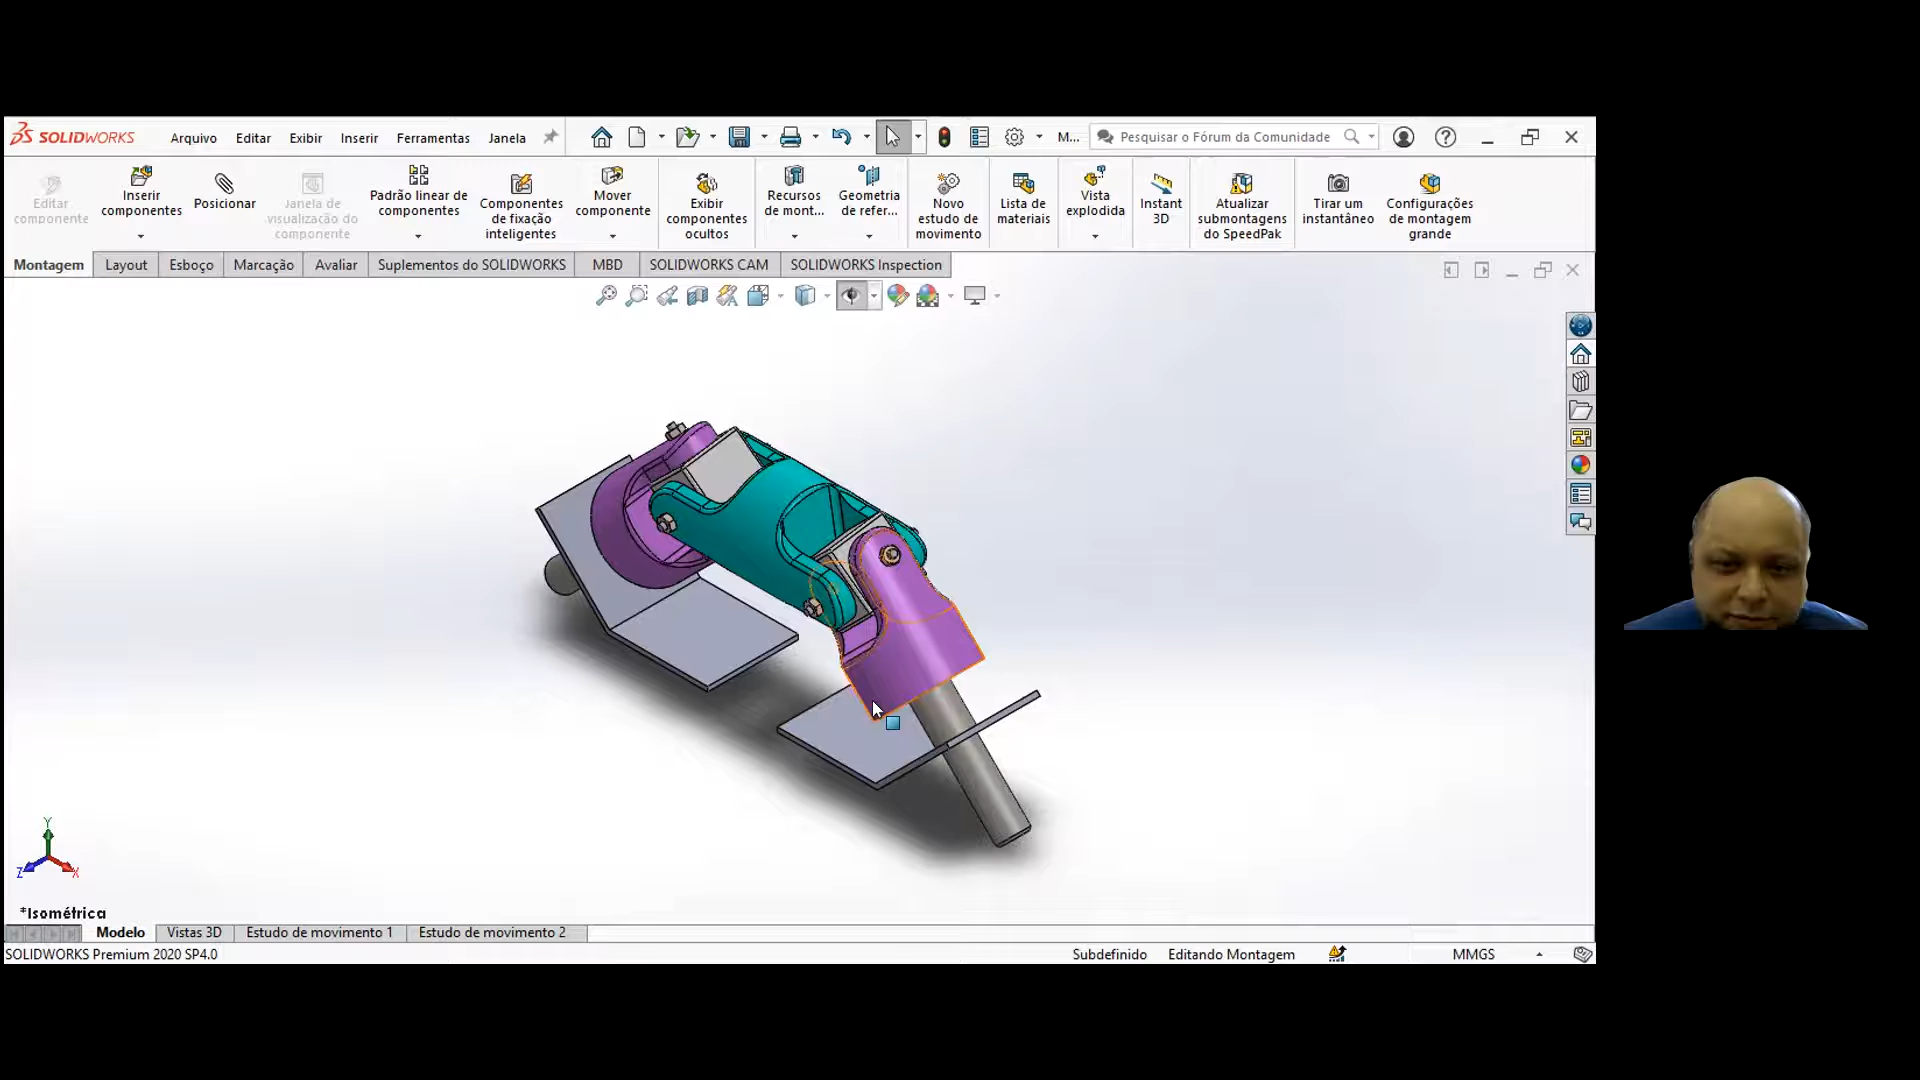 SOLIDWORKS Arquivo Editar Exibir Inserir Ferramentas Janela M... Pesquisar o Fórum da Comunidade
Editar componente
Inserir componentes
Posicionar
Janela de visualização do componente
Padrão linear de componentes
Componentes de fixação inteligentes
Mover componente
Exibir componentes ocultos
Recursos de mont...
Geometria de refer...
Novo estudo de movimento
Lista de materiais
Vista explodida
Instant 3D
Atualizar submontagens do SpeedPak
Tirar um instantâneo
Configurações de montagem grande
Montagem Layout Esboço Marcação Avaliar Suplementos do SOLIDWORKS MBD SOLIDWORKS CAM SOLIDWORKS Inspection
Y
Z X
*Isométrica
Modelo Vistas 3D Estudo de movimento 1 Estudo de movimento 2
SOLIDWORKS Premium 2020 SP4.0 Subdefinido Editando Montagem MMGS